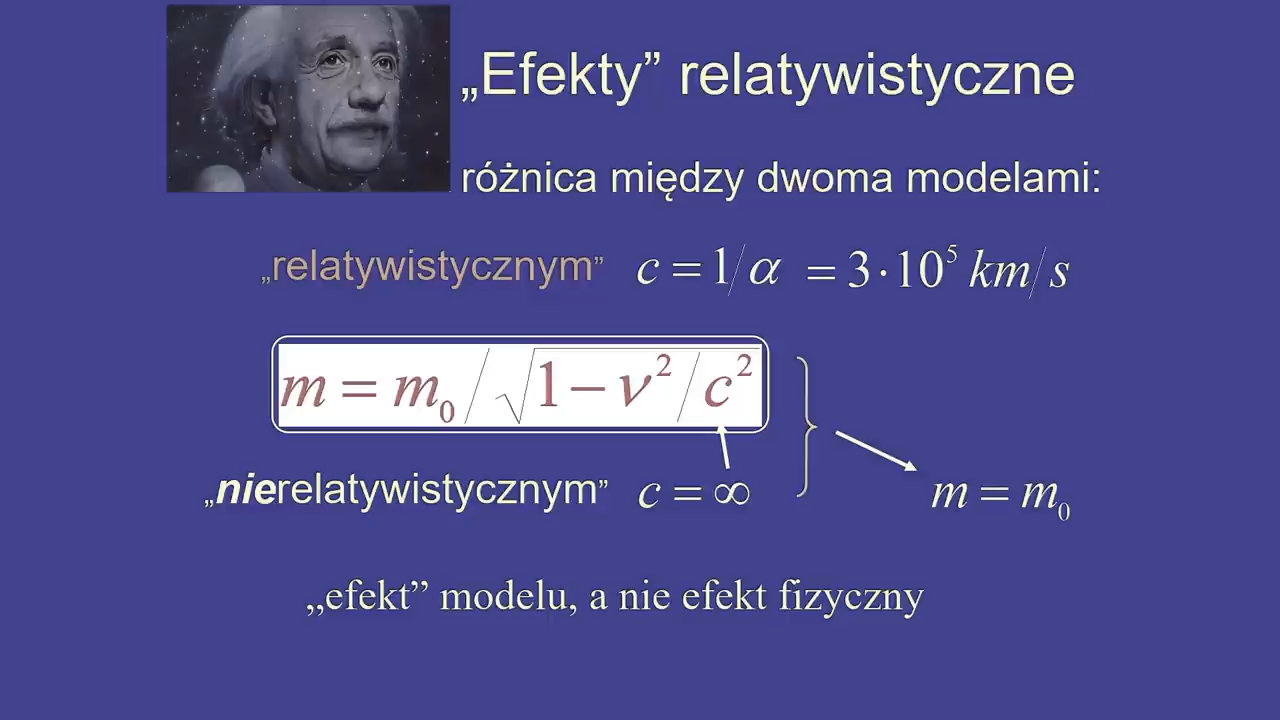 „Efekty” relatywistyczne
różnica między dwoma modelami:
„relatywistycznym” c = 1/α = 3·10⁵ km/s
m = m₀/√1−v²/c²
„nierelatywistycznym” c = ∞
m = m₀
„efekt” modelu, a nie efekt fizyczny